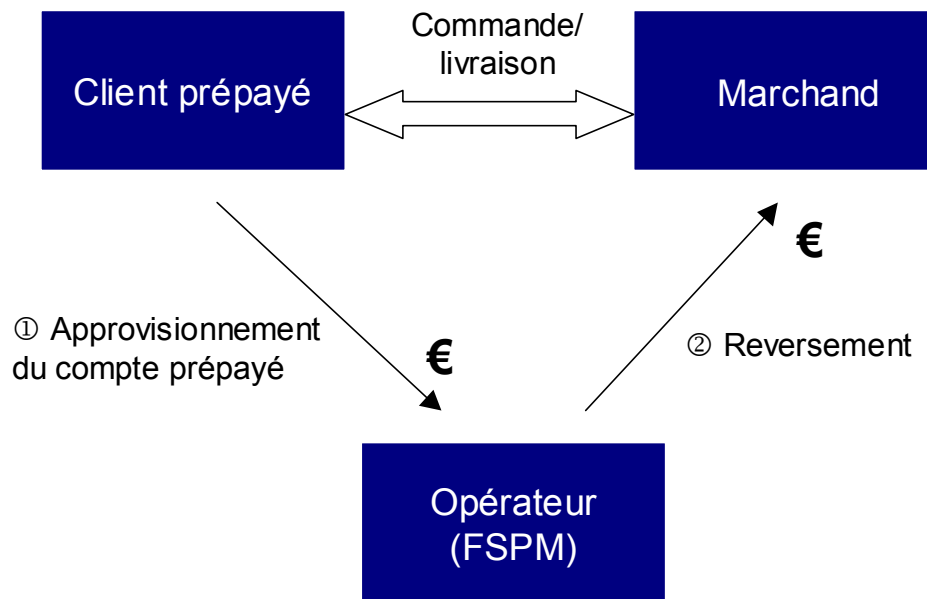 Commande/
livraison
Client prépayé
Marchand
€
① Approvisionnement
du compte prépayé
€
② Reversement
Opérateur
(FSPM)